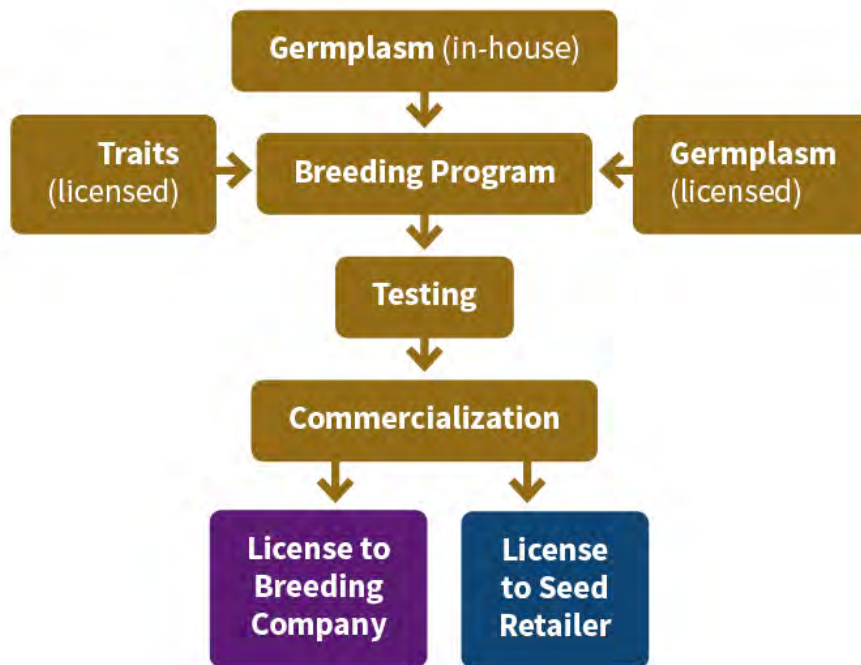 Germplasm (in-house)
Traits
(licensed)
Breeding Program
Germplasm
(licensed)
Testing
Commercialization
License to
Breeding
Company
License
to Seed
Retailer